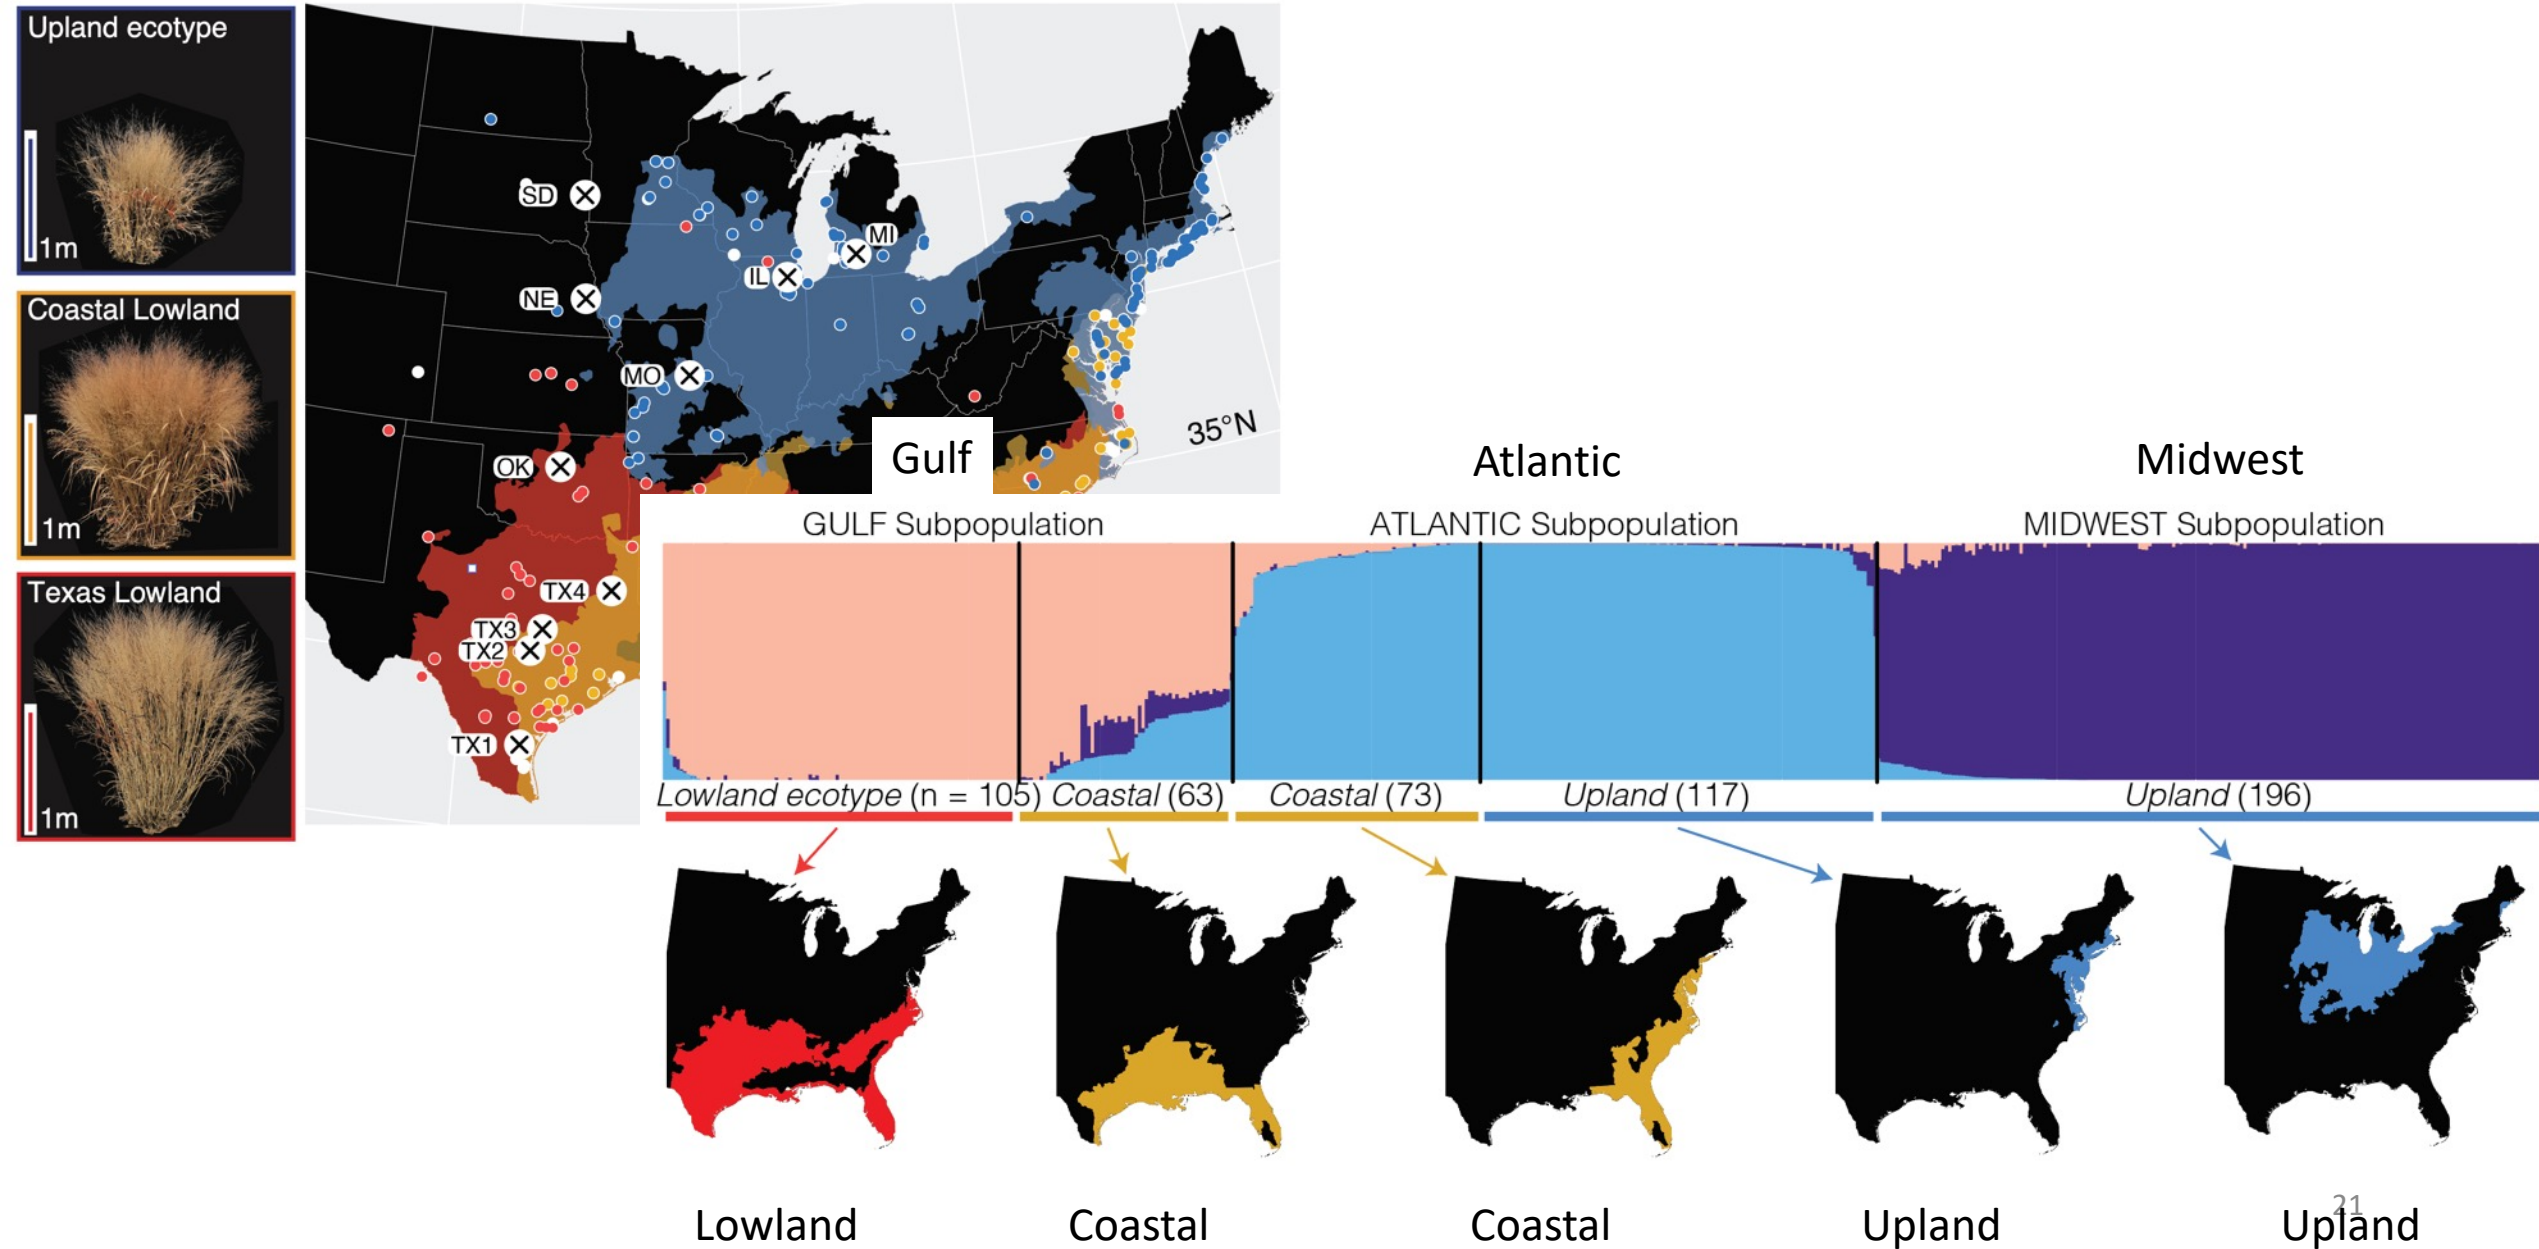 Upland ecotype
1m
Coastal Lowland
1m
Texas Lowland
1m
SD
MI
IL
NE
MO
35°N
OK
TX4
TX3
TX2
TX1
Gulf
Atlantic
Midwest
GULF Subpopulation
ATLANTIC Subpopulation
MIDWEST Subpopulation
Lowland ecotype (n = 105)
Coastal (63)
Coastal (73)
Upland (117)
Upland (196)
Lowland
Coastal
Coastal
Upland
Upland
21